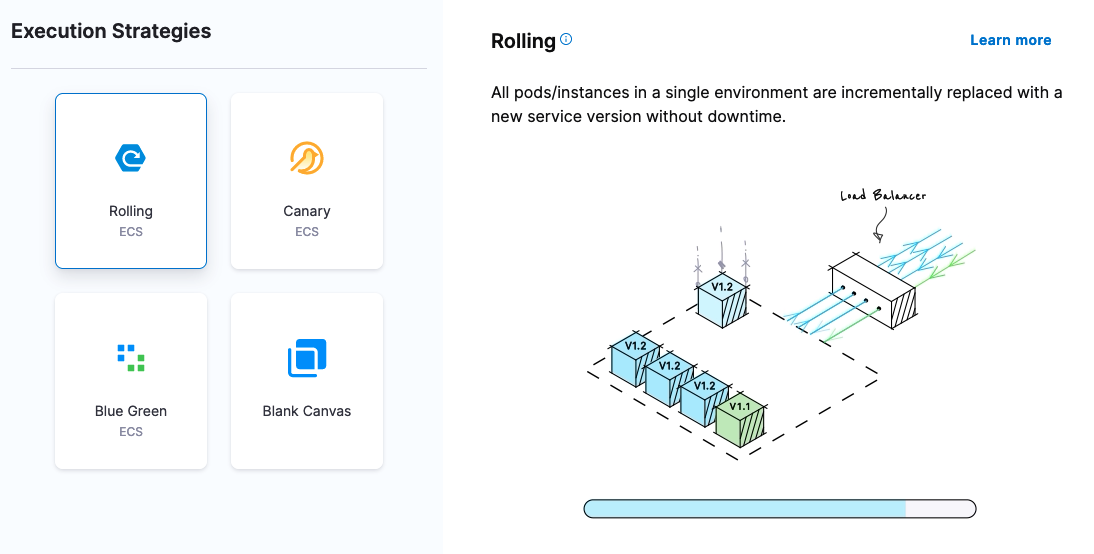 Execution Strategies
Rolling
ECS
Canary
ECS
Blue Green
ECS
Blank Canvas
Rolling
Learn more
All pods/instances in a single environment are incrementally replaced with a
new service version without downtime.
Load Balancer
V1.2
V1.2
V1.2
V1.2
V1.1